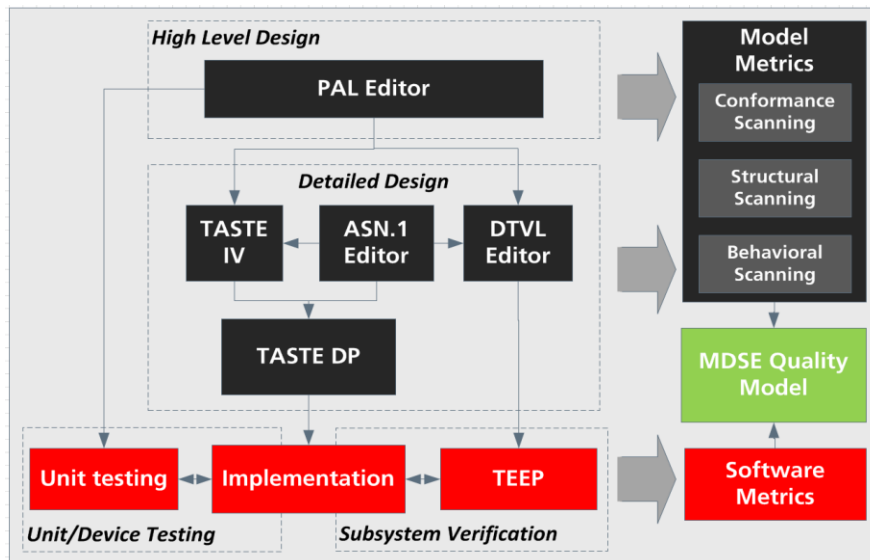 High Level Design
PAL Editor
Detailed Design
TASTE
IV
ASN.1
Editor
DTVL
Editor
TASTE DP
Unit testing
Implementation
TEEP
Unit/Device Testing
Subsystem Verification
Model
Metrics
Conformance
Scanning
Structural
Scanning
Behavioral
Scanning
MDSE Quality
Model
Software
Metrics